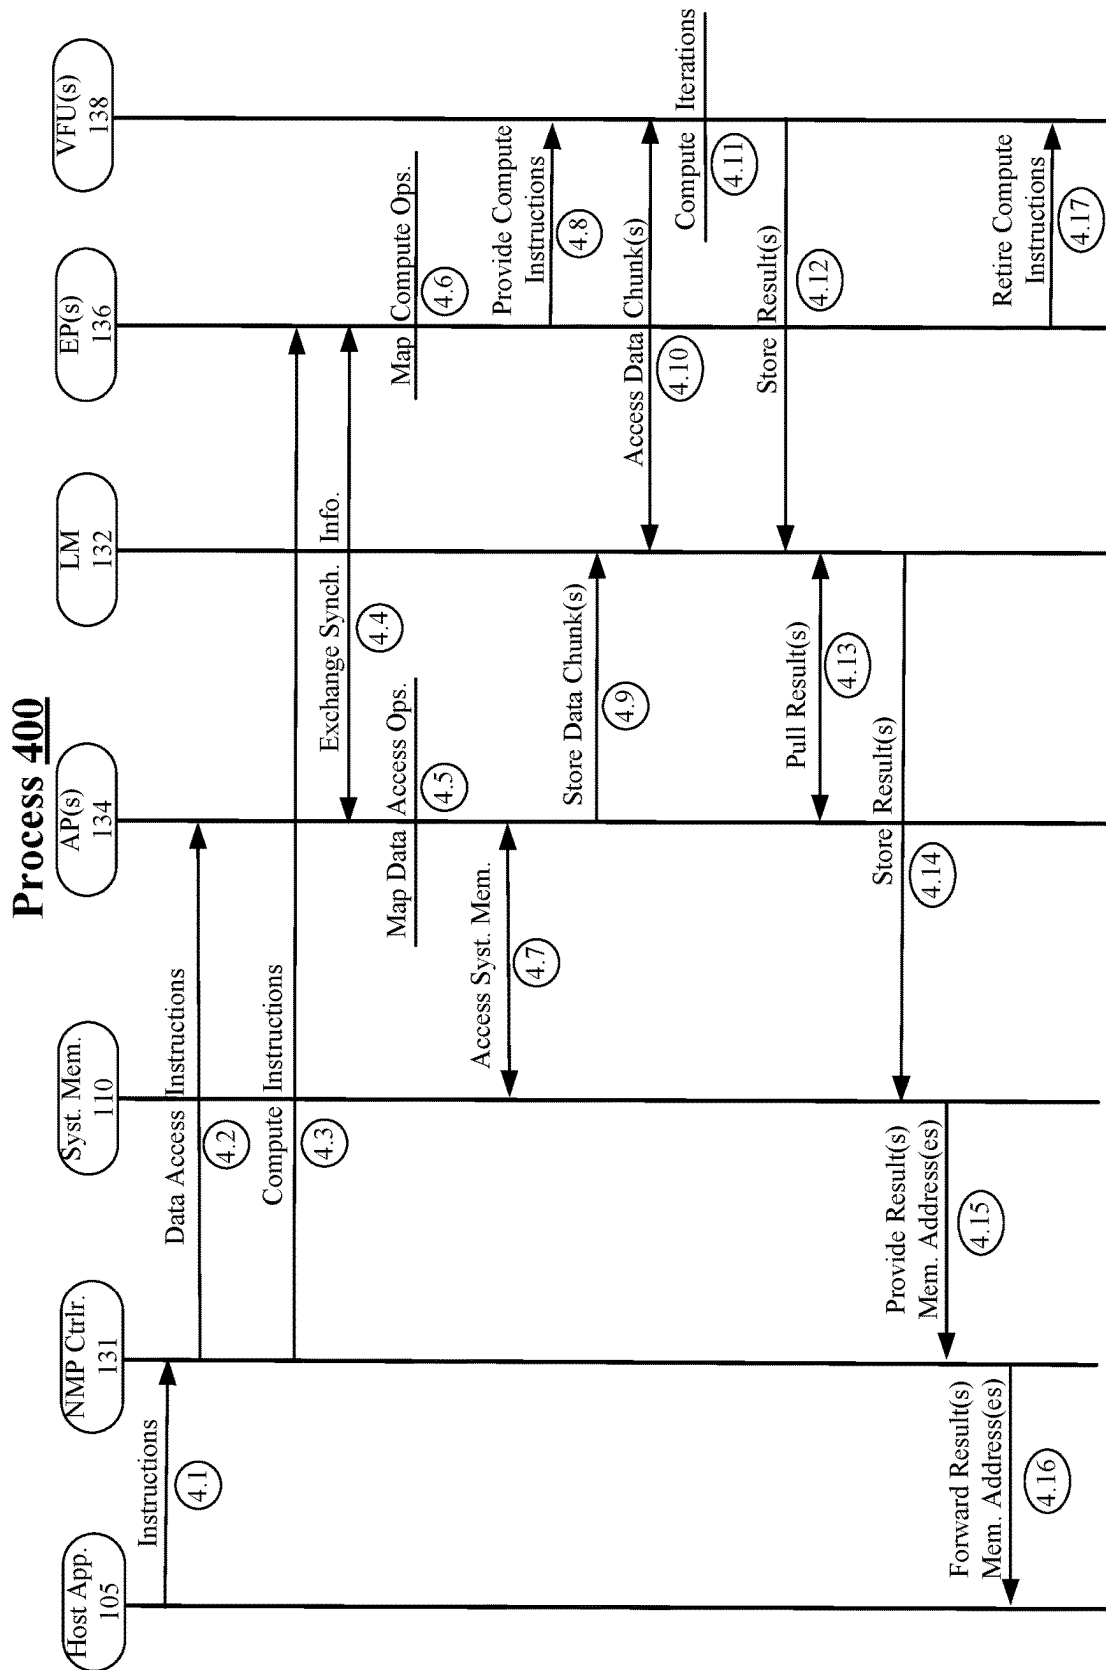 Process 400
Host App.
105
NMP Ctrlr.
131
Syst. Mem.
110
AP(s)
134
LM
132
EP(s)
136
VFU(s)
138
Instructions
4.1
Data Access Instructions
4.2
Compute Instructions
4.3
Exchange Synch. Info.
4.4
Map Data Access Ops.
4.5
Map Compute Ops.
4.6
Access Syst. Mem.
4.7
Provide Compute
Instructions
4.8
Store Data Chunk(s)
4.9
Access Data Chunk(s)
4.10
Compute Iterations
4.11
Store Result(s)
4.12
Pull Result(s)
4.13
Store Result(s)
4.14
Provide Result(s)
Mem. Address(es)
4.15
Forward Result(s)
Mem. Address(es)
4.16
Retire Compute
Instructions
4.17